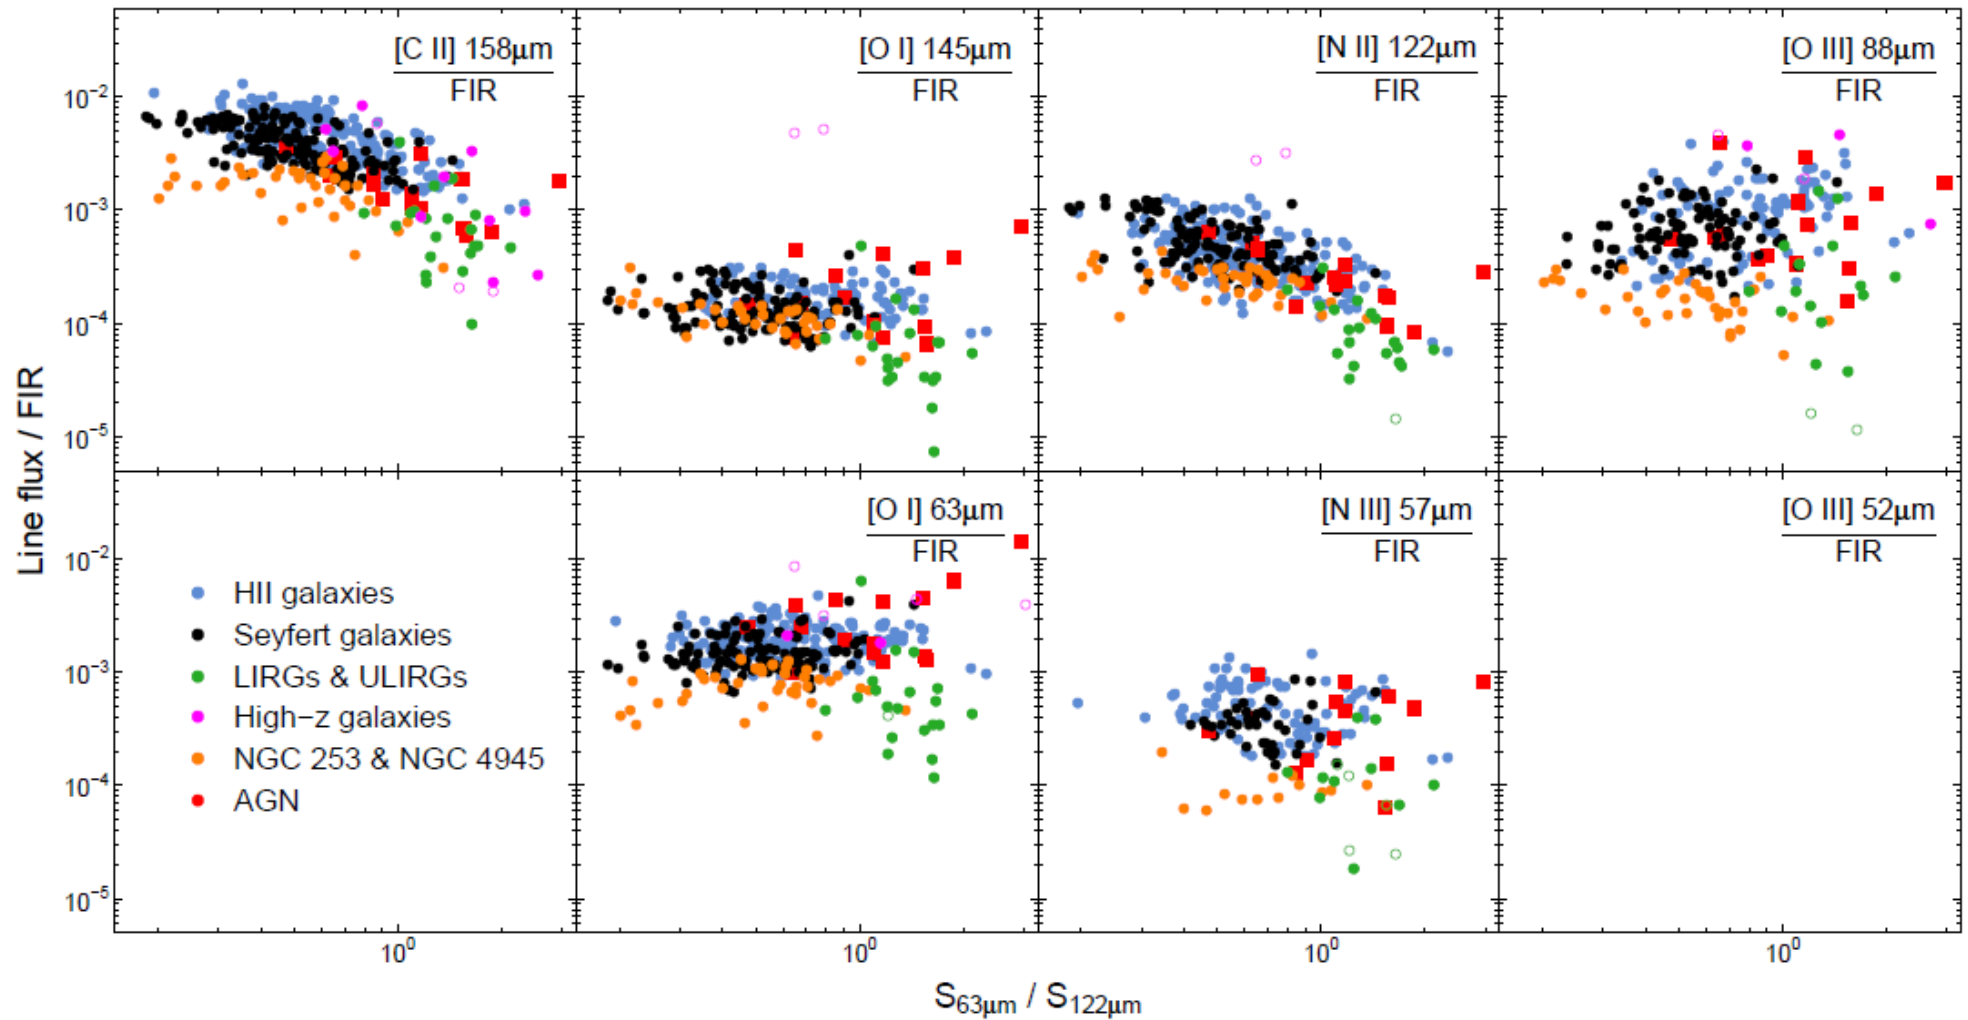 [C II] 158μm
FIR
[O I] 145μm
FIR
[N II] 122μm
FIR
[O III] 88μm
FIR
10⁻²
10⁻³
10⁻⁴
10⁻⁵
Line flux / FIR
[O I] 63μm
FIR
[N III] 57μm
FIR
[O III] 52μm
FIR
10⁻²
10⁻³
10⁻⁴
10⁻⁵
HII galaxies
Seyfert galaxies
LIRGs & ULIRGs
High−z galaxies
NGC 253 & NGC 4945
AGN
10⁰
10⁰
10⁰
10⁰
S₆₃μm / S₁₂₂μm